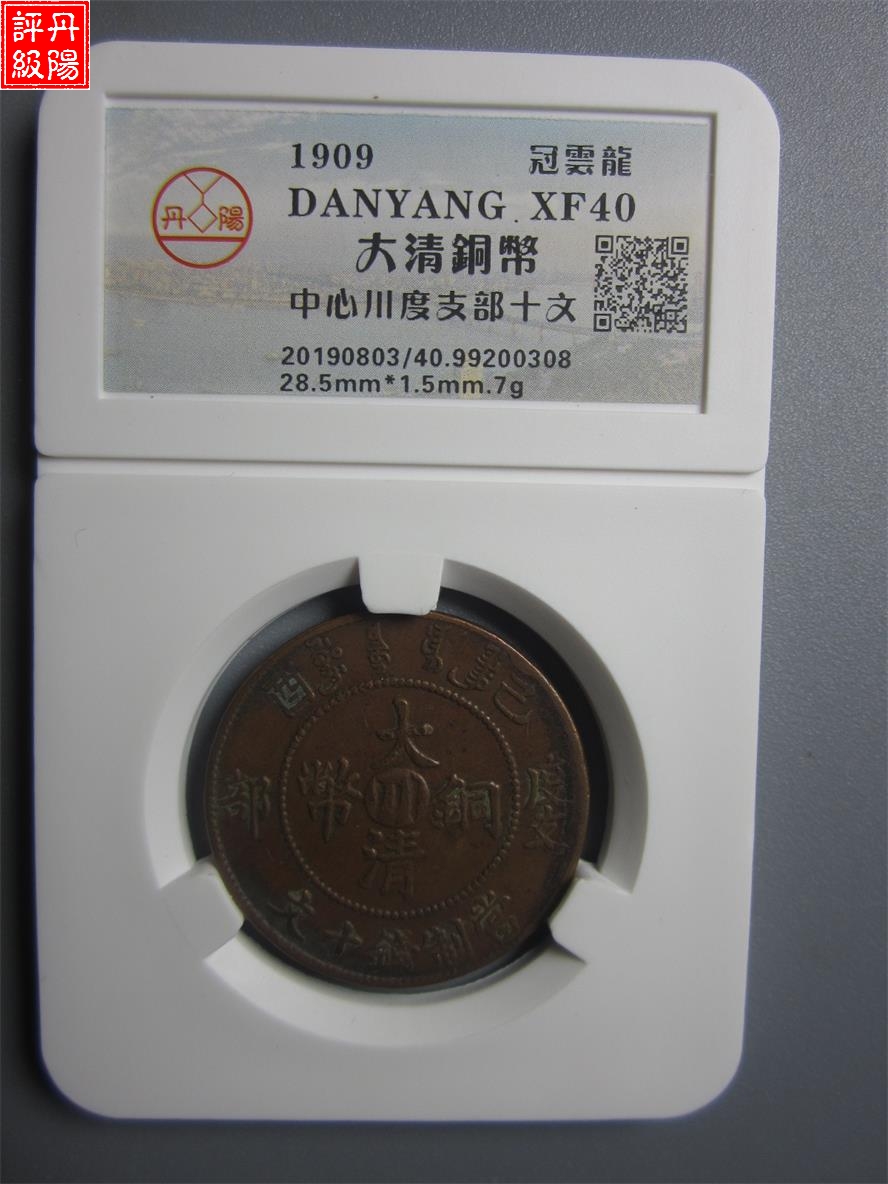 丹陽
評級
1909 冠雲龍
丹陽
DANYANG. XF40
大清銅幣
中心川度支部十文
20190803/40.99200308
28.5mm*1.5mm.7g
己酉
度支部
大清銅幣
川
當制錢十文